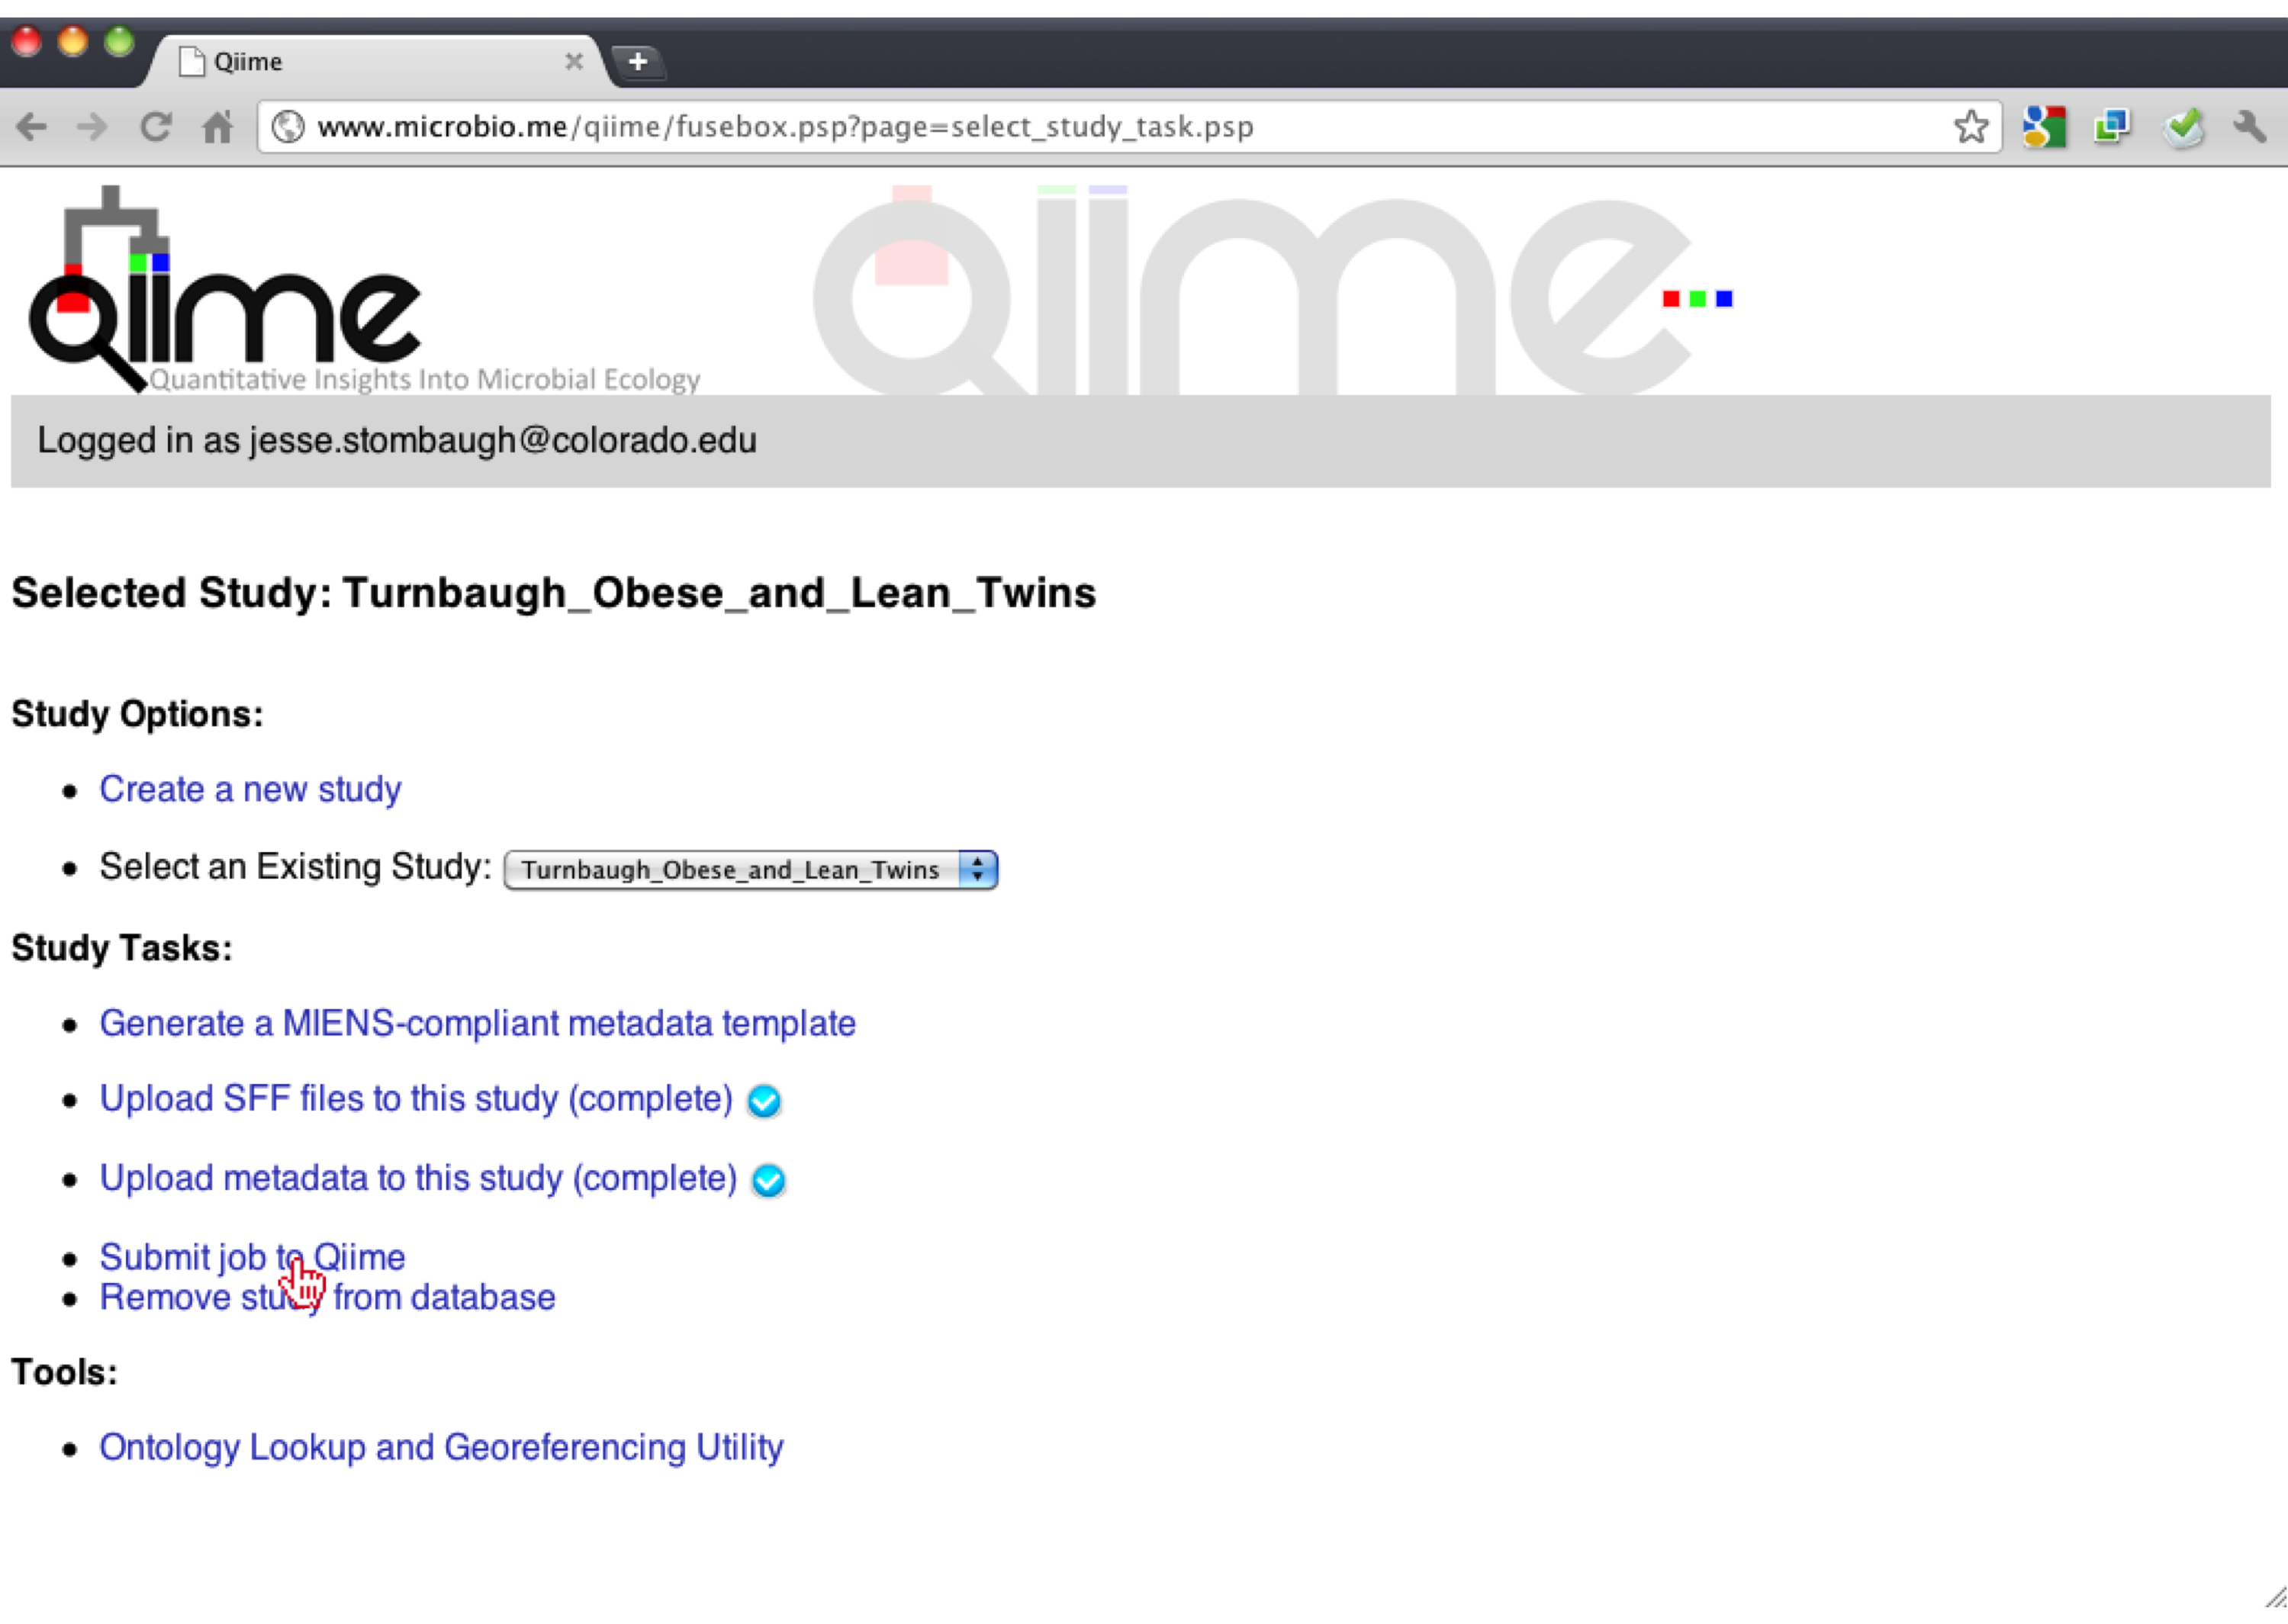 Qiime
www.microbio.me/qiime/fusebox.psp?page=select_study_task.psp
qiime
qiime
Quantitative Insights Into Microbial Ecology
Logged in as jesse.stombaugh@colorado.edu
Selected Study: Turnbaugh_Obese_and_Lean_Twins
Study Options:
Create a new study
Select an Existing Study: Turnbaugh_Obese_and_Lean_Twins
Study Tasks:
Generate a MIENS-compliant metadata template
Upload SFF files to this study (complete)
Upload metadata to this study (complete)
Submit job to Qiime
Remove study from database
Tools:
Ontology Lookup and Georeferencing Utility